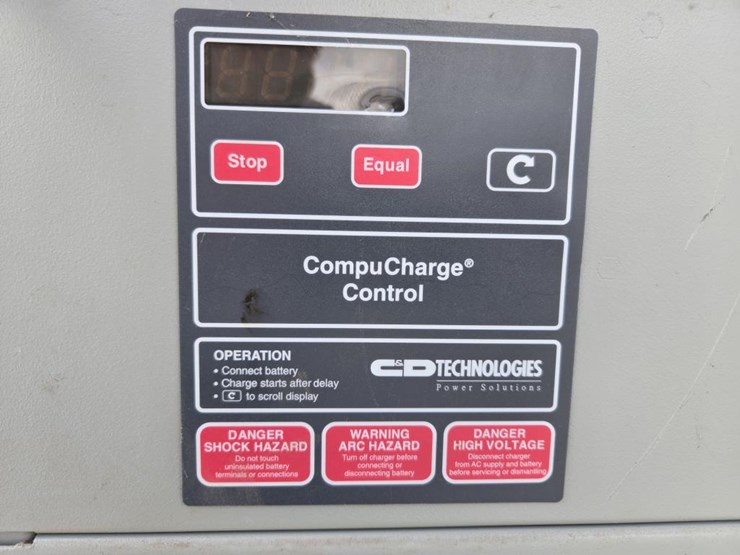 Stop
Equal
C
CompuCharge®
Control
OPERATION
• Connect battery
• Charge starts after delay
• C to scroll display
C&D TECHNOLOGIES
Power Solutions
DANGER
SHOCK HAZARD
Do not touch
uninsulated battery
terminals or connections
WARNING
ARC HAZARD
Turn off charger before
connecting or
disconnecting battery
DANGER
HIGH VOLTAGE
Disconnect charger
from AC supply and battery
before servicing or dismantling